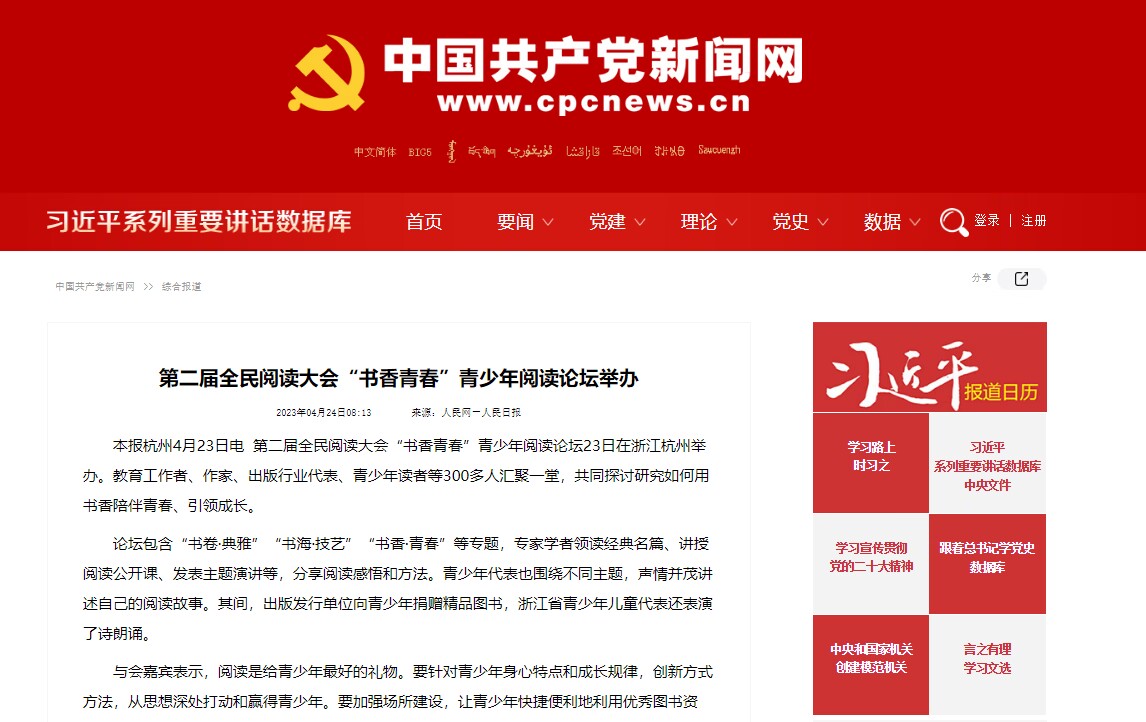 中国共产党新闻网
www.cpcnews.cn
中文简体 BIG5 ئۇيغۇرچە 조선어 Saucuengh
习近平系列重要讲话数据库 首页 要闻 党建 理论 党史 数据 登录 | 注册
中国共产党新闻网 >> 综合报道
分享
第二届全民阅读大会“书香青春”青少年阅读论坛举办
2023年04月24日08:13 来源：人民网－人民日报
本报杭州4月23日电 第二届全民阅读大会“书香青春”青少年阅读论坛23日在浙江杭州举
办。教育工作者、作家、出版行业代表、青少年读者等300多人汇聚一堂，共同探讨研究如何用
书香陪伴青春、引领成长。
论坛包含“书卷·典雅”“书海·技艺”“书香·青春”等专题，专家学者领读经典名篇、讲授
阅读公开课、发表主题演讲等，分享阅读感悟和方法。青少年代表也围绕不同主题，声情并茂讲
述自己的阅读故事。其间，出版发行单位向青少年捐赠精品图书，浙江省青少年儿童代表还表演
了诗朗诵。
与会嘉宾表示，阅读是给青少年最好的礼物。要针对青少年身心特点和成长规律，创新方式
方法，从思想深处打动和赢得青少年。要加强场所建设，让青少年快捷便利地利用优秀图书资
习近平
报道日历
学习路上
时习之
习近平
系列重要讲话数据库
中央文件
学习宣传贯彻
党的二十大精神
跟着总书记学党史
数据库
中央和国家机关
创建模范机关
言之有理
学习文选